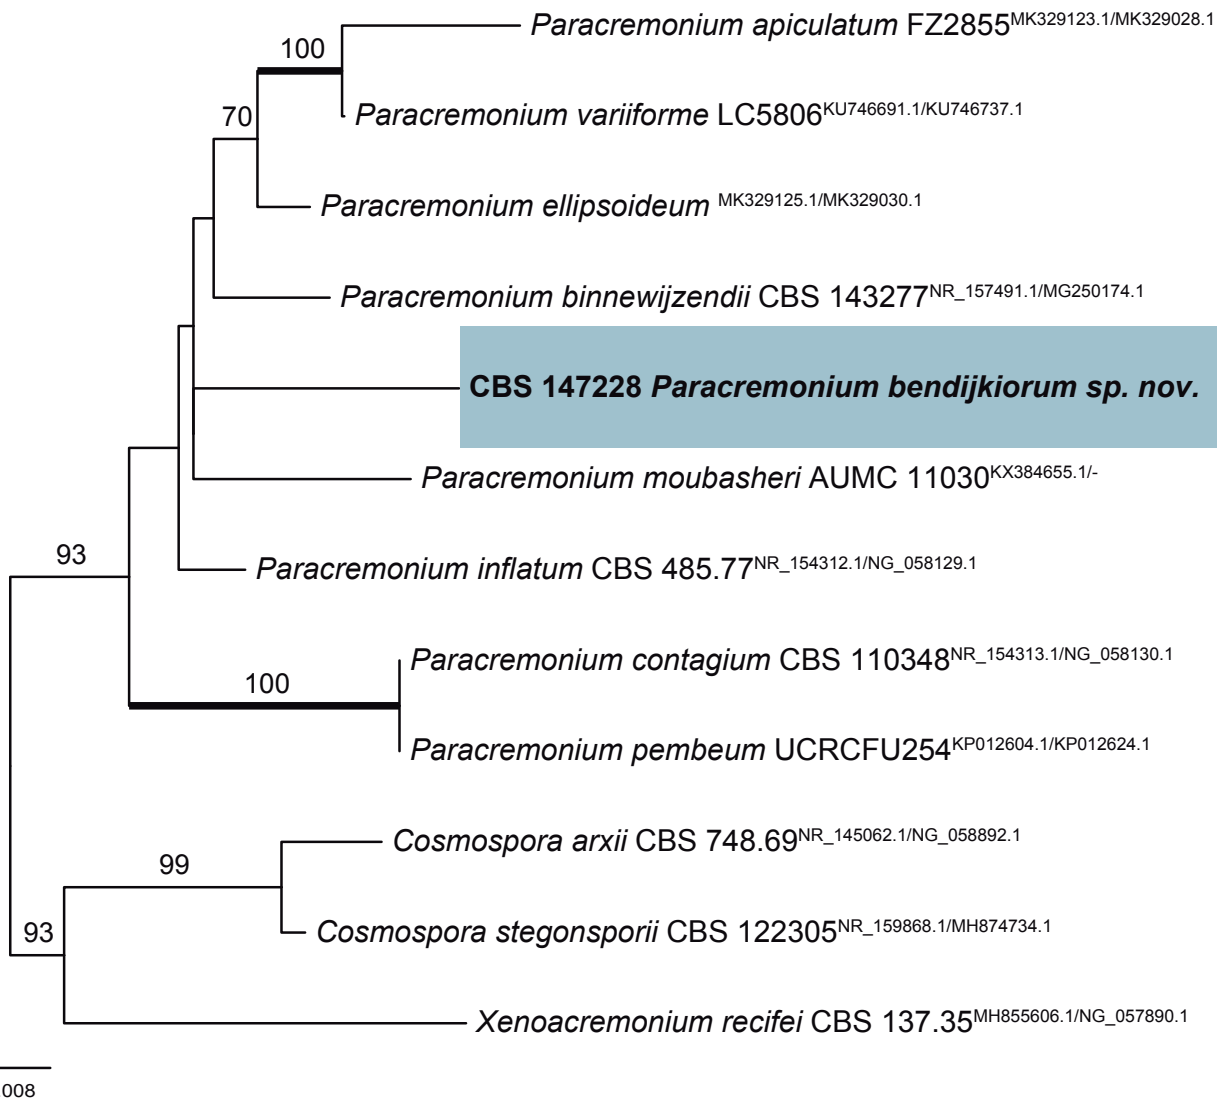 Paracremonium apiculatum FZ2855MK329123.1/MK329028.1
100
70
Paracremonium variiforme LC5806KU746691.1/KU746737.1
Paracremonium ellipsoideum MK329125.1/MK329030.1
Paracremonium binnewijzendii CBS 143277NR_157491.1/MG250174.1
CBS 147228 Paracremonium bendijkiorum sp. nov.
Paracremonium moubasheri AUMC 11030KX384655.1/-
93
Paracremonium inflatum CBS 485.77NR_154312.1/NG_058129.1
Paracremonium contagium CBS 110348NR_154313.1/NG_058130.1
100
Paracremonium pembeum UCRCFU254KP012604.1/KP012624.1
Cosmospora arxii CBS 748.69NR_145062.1/NG_058892.1
99
93
Cosmospora stegonsporii CBS 122305NR_159868.1/MH874734.1
Xenoacremonium recifei CBS 137.35MH855606.1/NG_057890.1
008